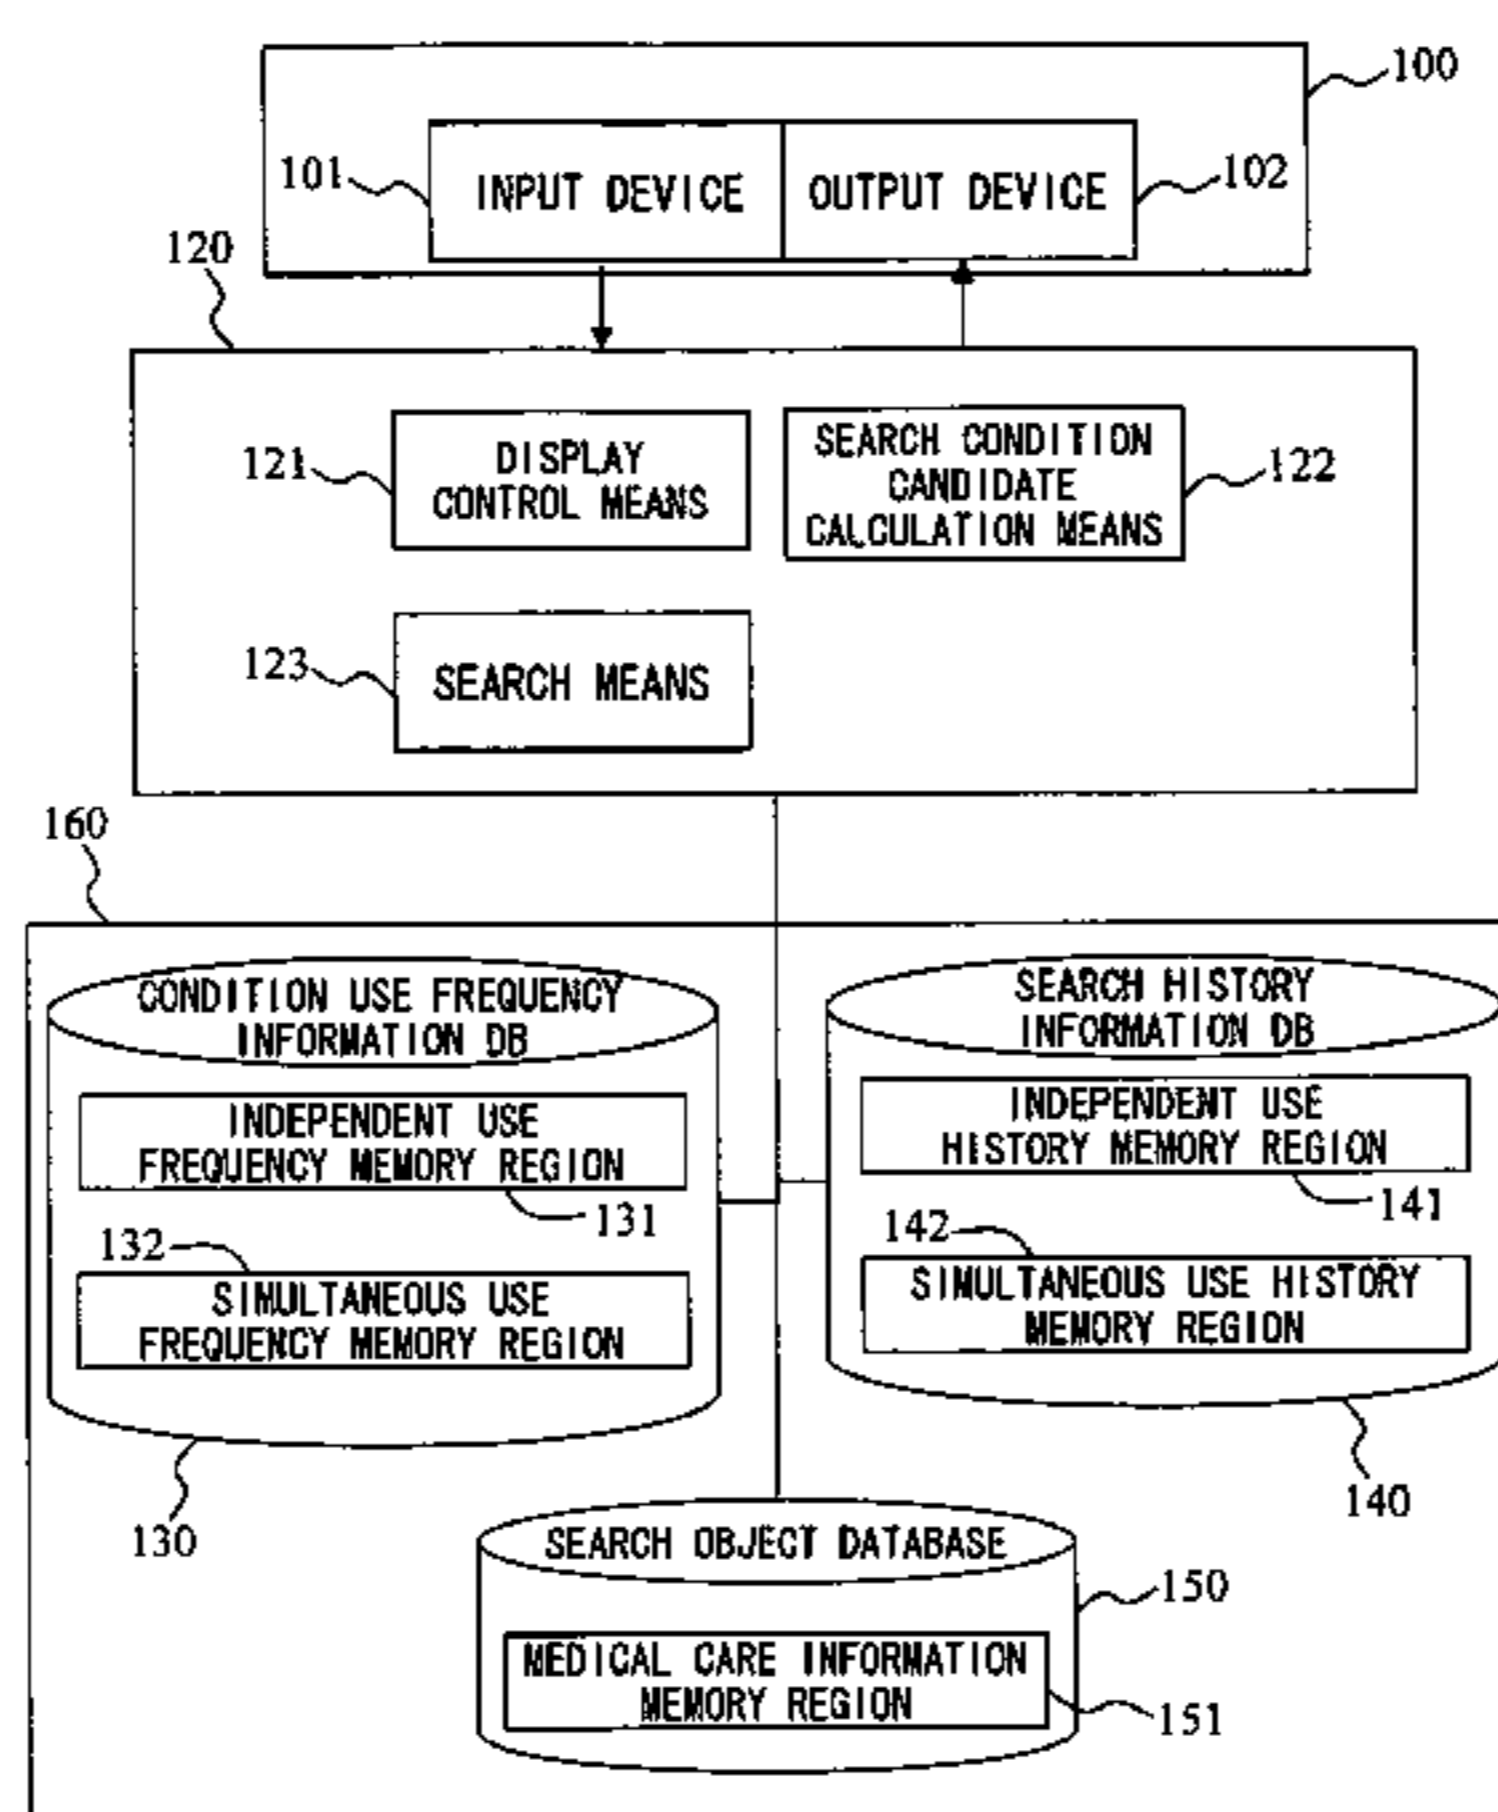 100
101
INPUT DEVICE
OUTPUT DEVICE
102
120
121
DISPLAY
CONTROL MEANS
SEARCH CONDITION
CANDIDATE
CALCULATION MEANS
122
123
SEARCH MEANS
160
CONDITION USE FREQUENCY
INFORMATION DB
INDEPENDENT USE
FREQUENCY MEMORY REGION
131
132
SIMULTANEOUS USE
FREQUENCY MEMORY REGION
130
SEARCH HISTORY
INFORMATION DB
INDEPENDENT USE
HISTORY MEMORY REGION
141
142
SIMULTANEOUS USE HISTORY
MEMORY REGION
140
SEARCH OBJECT DATABASE
150
MEDICAL CARE INFORMATION
MEMORY REGION
151